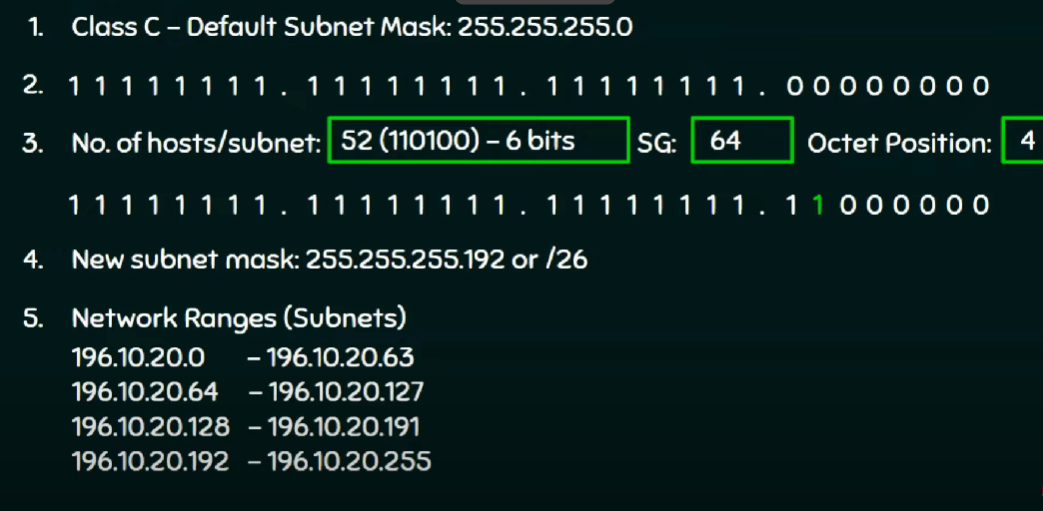 1. Class C – Default Subnet Mask: 255.255.255.0
2. 1 1 1 1 1 1 1 1 . 1 1 1 1 1 1 1 1 . 1 1 1 1 1 1 1 1 . 0 0 0 0 0 0 0 0
3. No. of hosts/subnet: 52 (110100) – 6 bits SG: 64 Octet Position: 4
1 1 1 1 1 1 1 1 . 1 1 1 1 1 1 1 1 . 1 1 1 1 1 1 1 1 . 1 1 0 0 0 0 0 0
4. New subnet mask: 255.255.255.192 or /26
5. Network Ranges (Subnets)
196.10.20.0 – 196.10.20.63
196.10.20.64 – 196.10.20.127
196.10.20.128 – 196.10.20.191
196.10.20.192 – 196.10.20.255